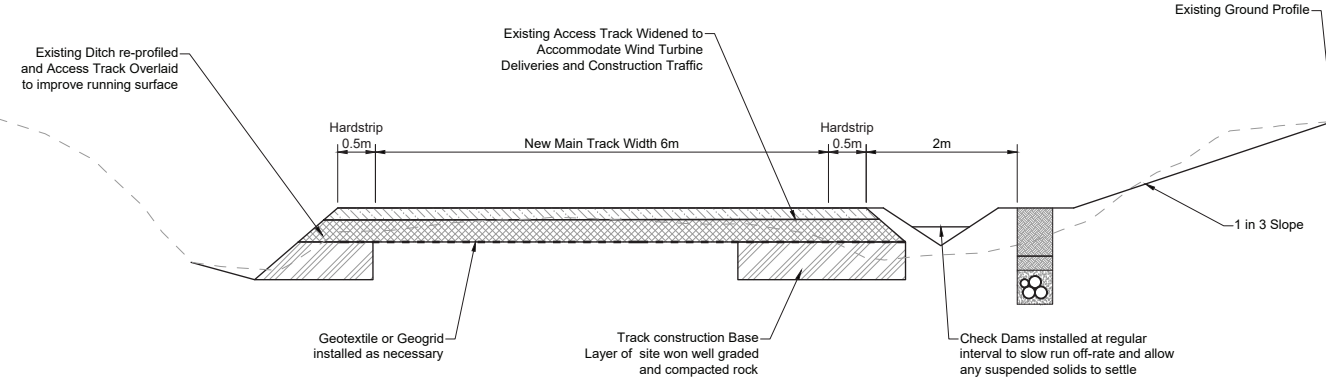 Existing Ground Profile
Existing Ditch re-profiled
and Access Track Overlaid
to improve running surface
Existing Access Track Widened to
Accommodate Wind Turbine
Deliveries and Construction Traffic
Hardstrip
0.5m
New Main Track Width 6m
Hardstrip
0.5m
2m
1 in 3 Slope
Geotextile or Geogrid
installed as necessary
Track construction Base
Layer of site won well graded
and compacted rock
Check Dams installed at regular
interval to slow run off-rate and allow
any suspended solids to settle